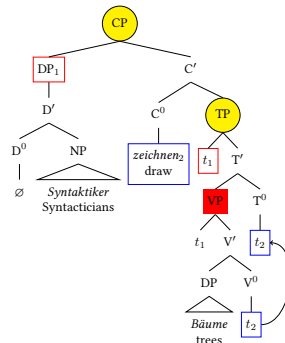 CP
DP₁ C′
D′ C⁰ TP
D⁰ NP zeichnen₂ t₁ T′
∅ Syntaktiker draw VP T⁰
Syntacticians t₁ V′ t₂
DP V⁰
Bäume t₂
trees